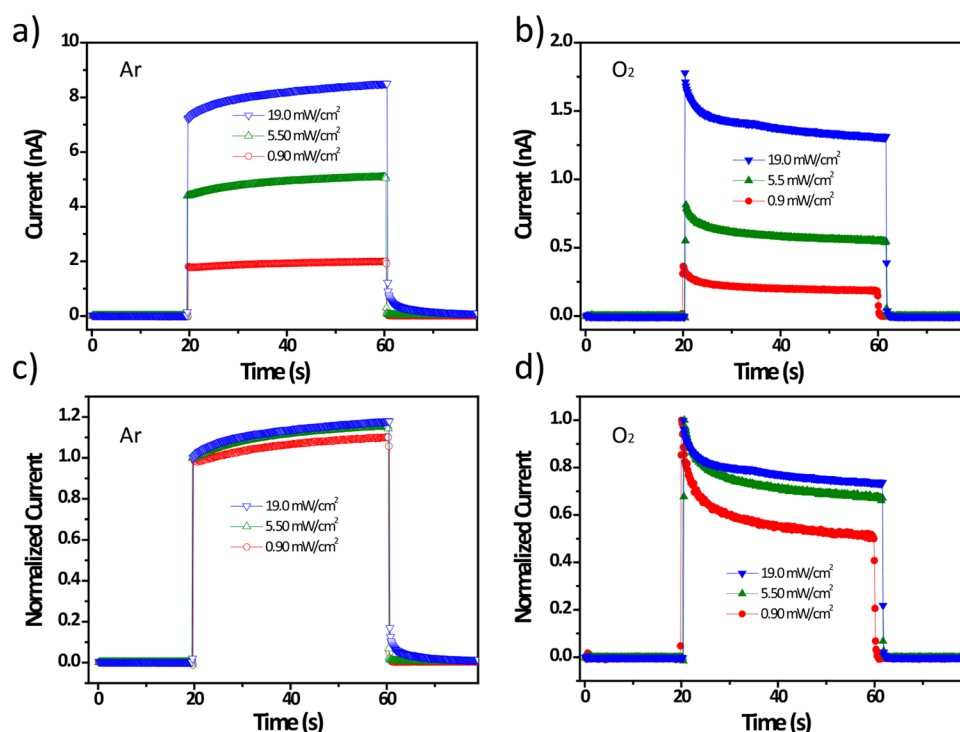 a)
Ar
Current (nA)
10
8
6
4
2
0
19.0 mW/cm²
5.50 mW/cm²
0.90 mW/cm²
0 20 40 60
Time (s)
b)
O₂
Current (nA)
2.0
1.5
1.0
0.5
0.0
19.0 mW/cm²
5.5 mW/cm²
0.9 mW/cm²
0 20 40 60
Time (s)
c)
Ar
Normalized Current
1.2
1.0
0.8
0.6
0.4
0.2
0.0
19.0 mW/cm²
5.50 mW/cm²
0.90 mW/cm²
0 20 40 60
Time (s)
d)
O₂
Normalized Current
1.0
0.8
0.6
0.4
0.2
0.0
19.0 mW/cm²
5.50 mW/cm²
0.90 mW/cm²
0 20 40 60
Time (s)